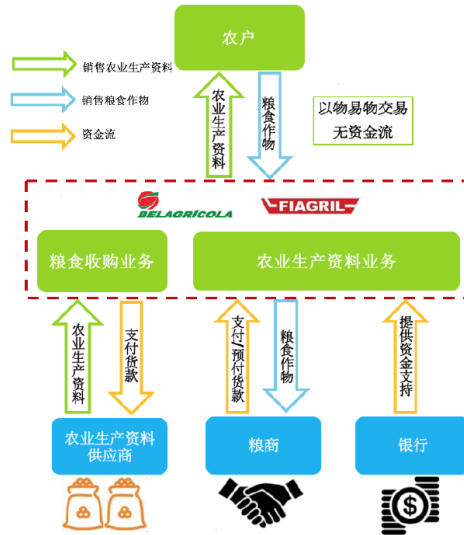 农户
销售农业生产资料
销售粮食作物
资金流
农业生产资料
粮食作物
以物易物交易
无资金流
BELAGRÍCOLA
FIAGRIL
粮食收购业务
农业生产资料业务
农业生产资料
支付货款
支付/预付货款
粮食作物
提供资金支持
农业生产资料
供应商
粮商
银行
$